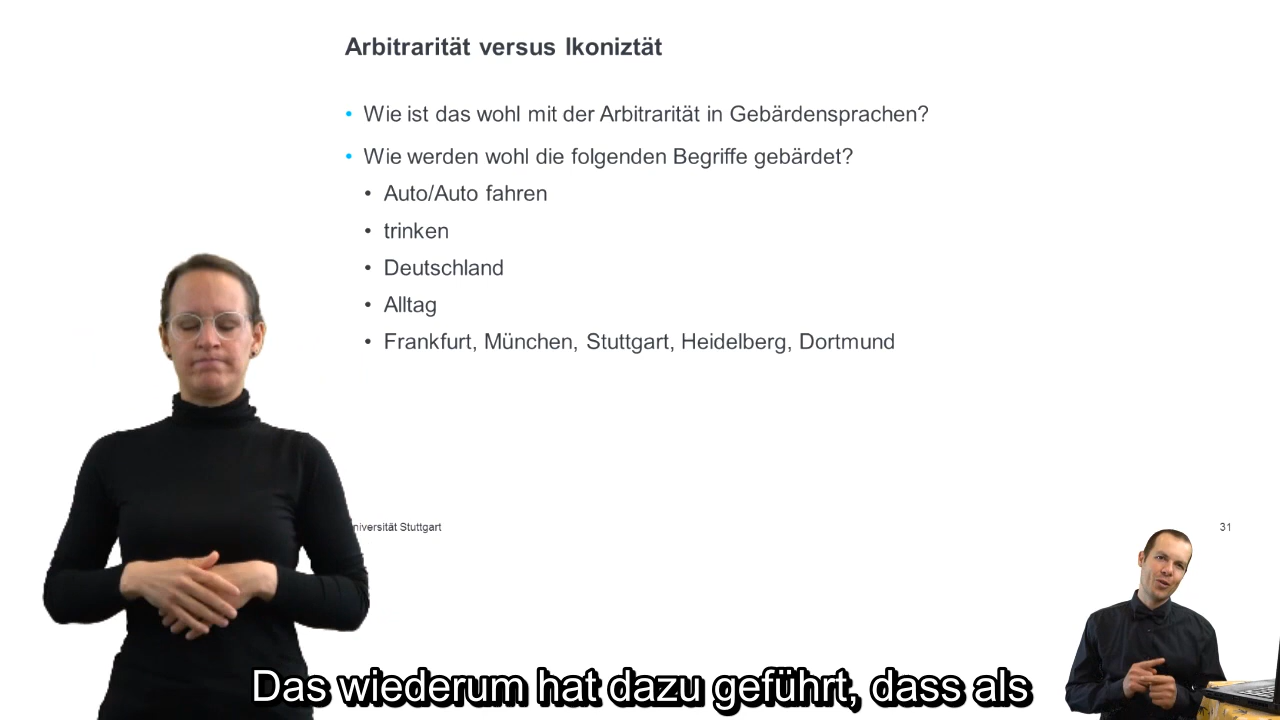 Arbitrarität versus Ikoniztät
• Wie ist das wohl mit der Arbitrarität in Gebärdensprachen?
• Wie werden wohl die folgenden Begriffe gebärdet?
• Auto/Auto fahren
• trinken
• Deutschland
• Alltag
• Frankfurt, München, Stuttgart, Heidelberg, Dortmund
niversität Stuttgart
31
Das wiederum hat dazu geführt, dass als